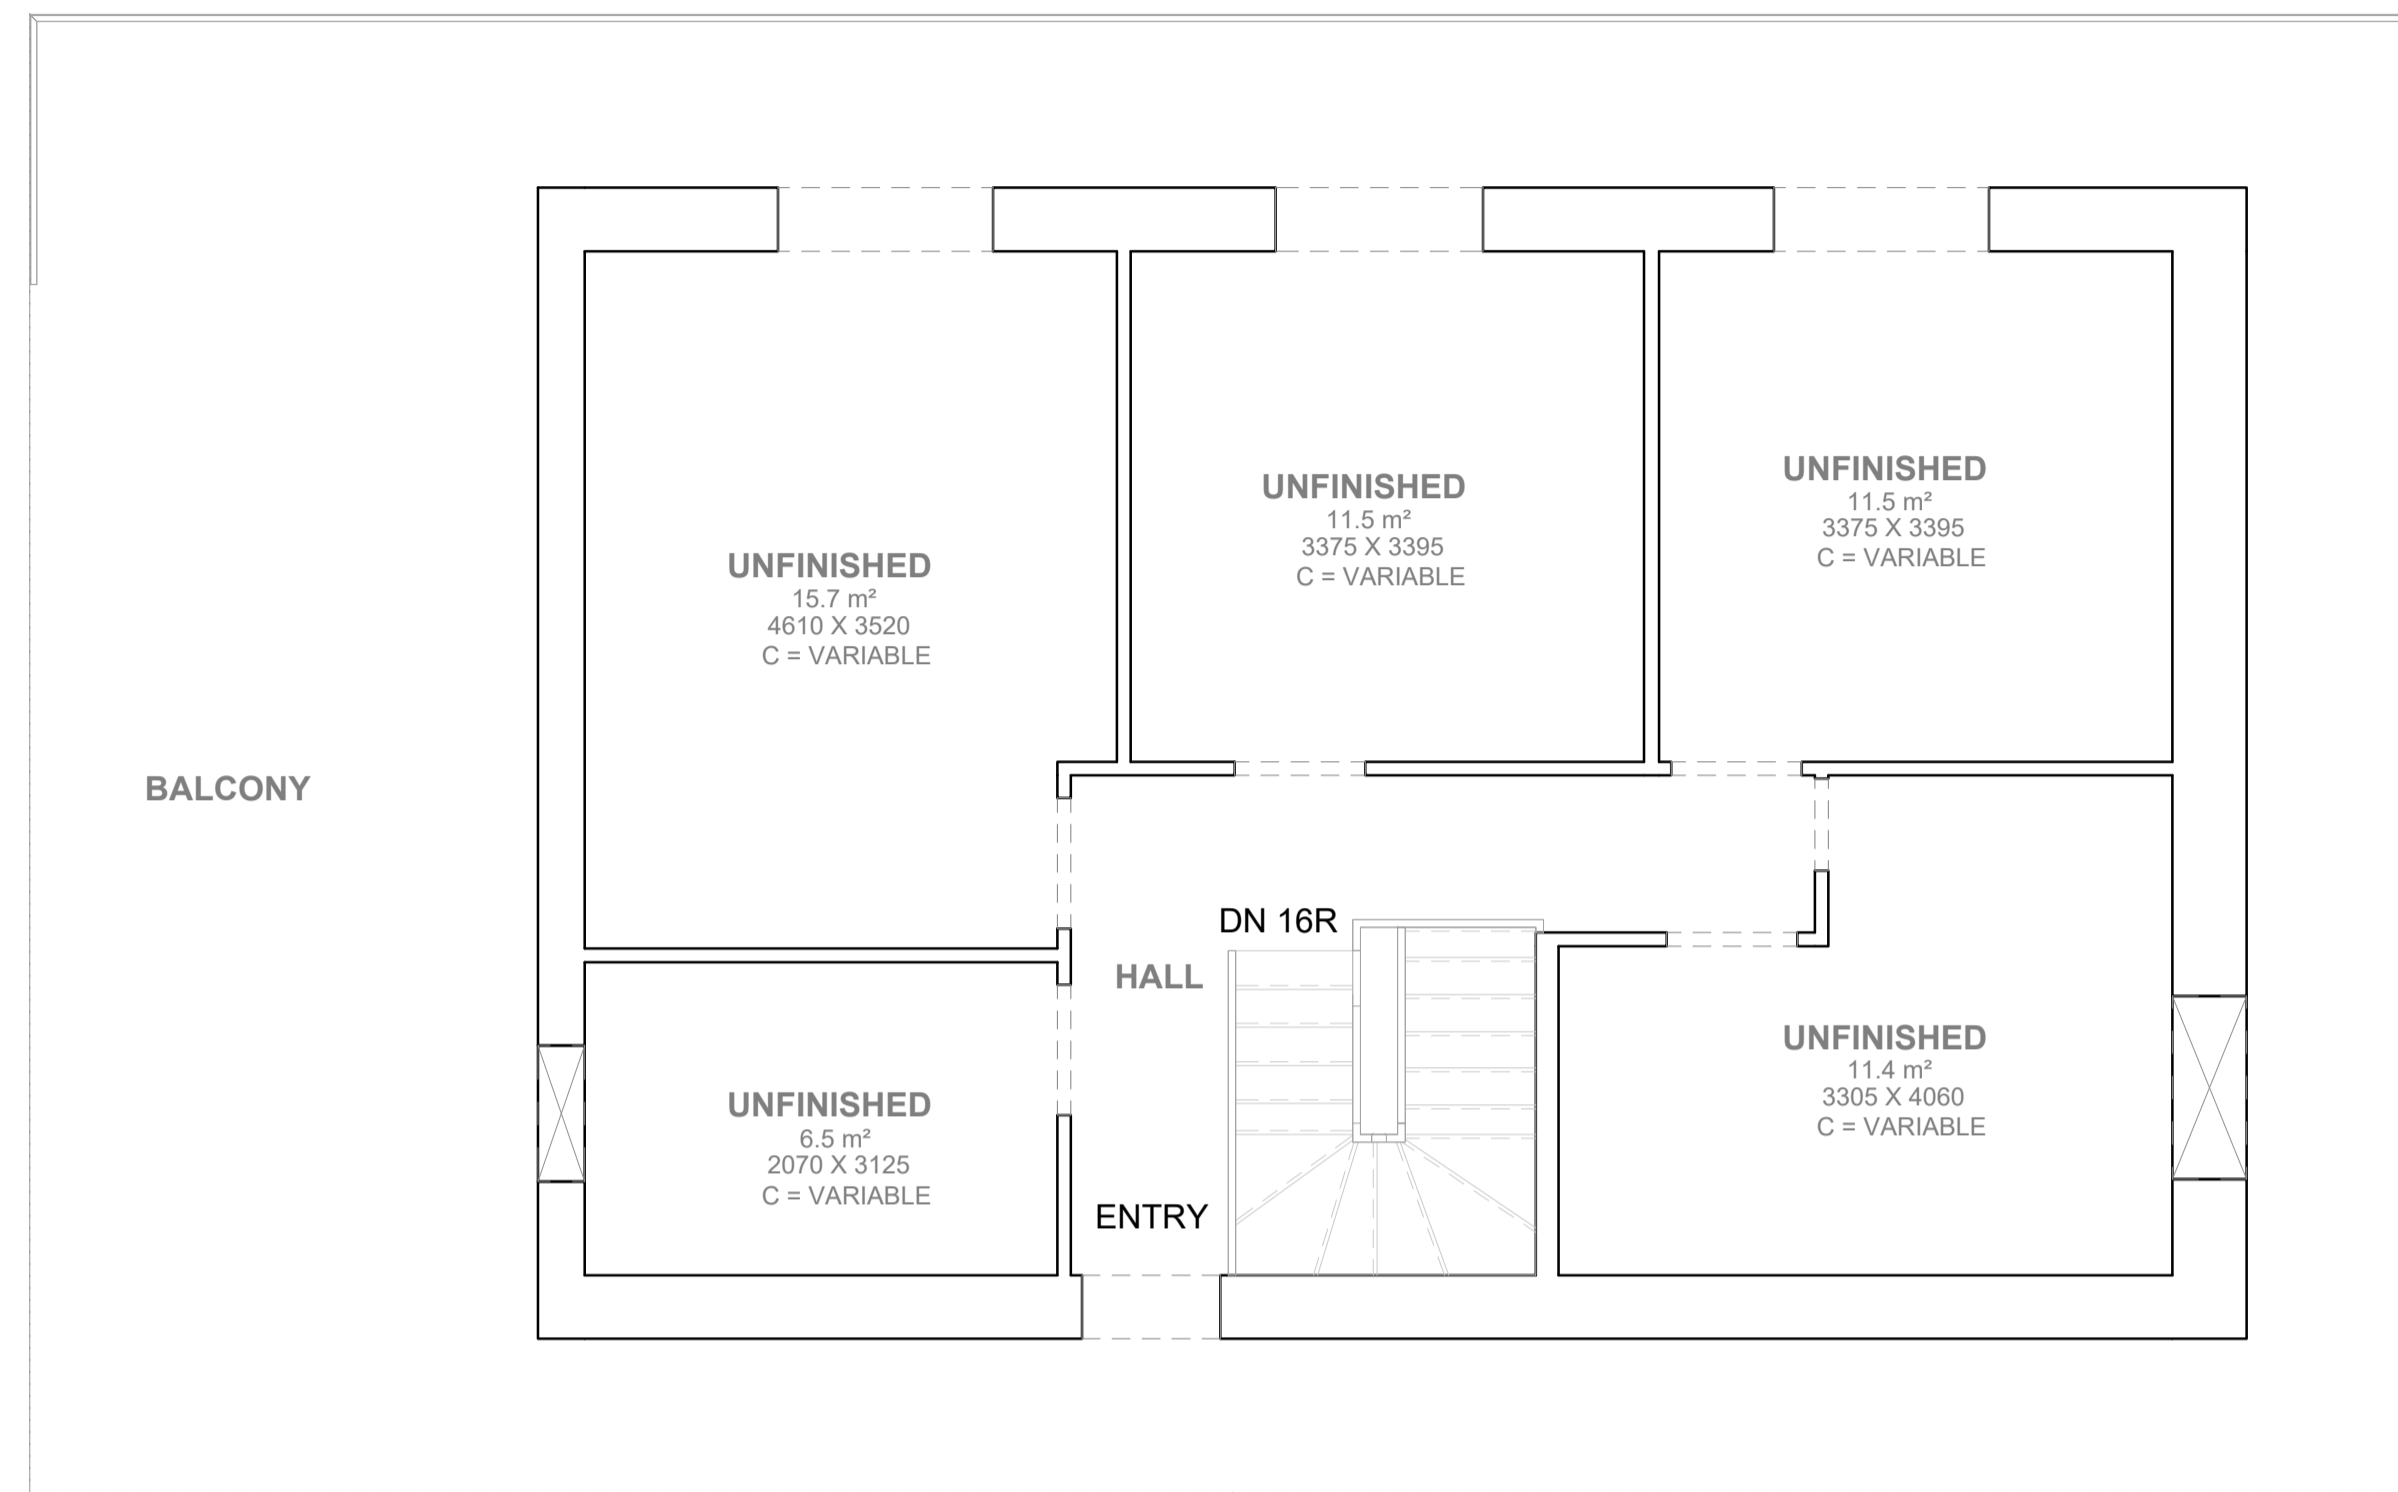 UNFINISHED
15.7 m²
4610 X 3520
C = VARIABLE
UNFINISHED
11.5 m²
3375 X 3395
C = VARIABLE
UNFINISHED
11.5 m²
3375 X 3395
C = VARIABLE
BALCONY
DN 16R
HALL
UNFINISHED
6.5 m²
2070 X 3125
C = VARIABLE
ENTRY
UNFINISHED
11.4 m²
3305 X 4060
C = VARIABLE